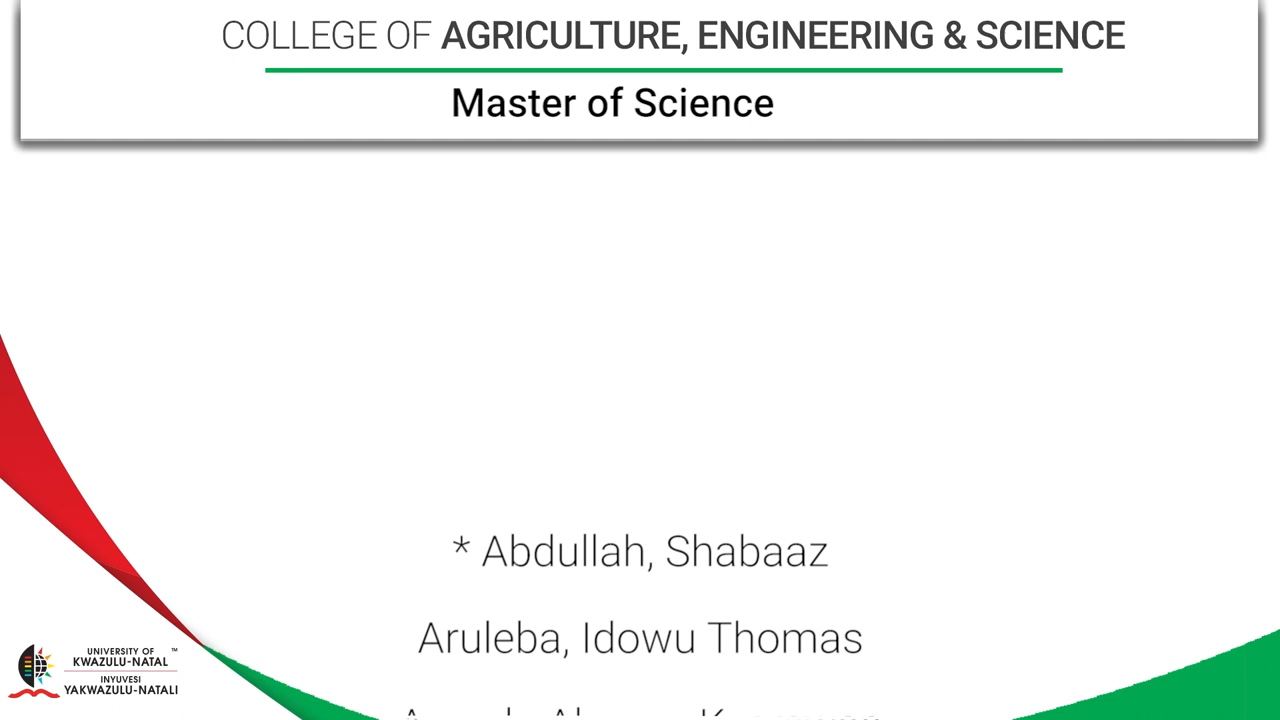 COLLEGE OF AGRICULTURE, ENGINEERING & SCIENCE
Master of Science
* Abdullah, Shabaaz
Aruleba, Idowu Thomas
UNIVERSITY OF ™
KWAZULU-NATAL
INYUVESI
YAKWAZULU-NATALI